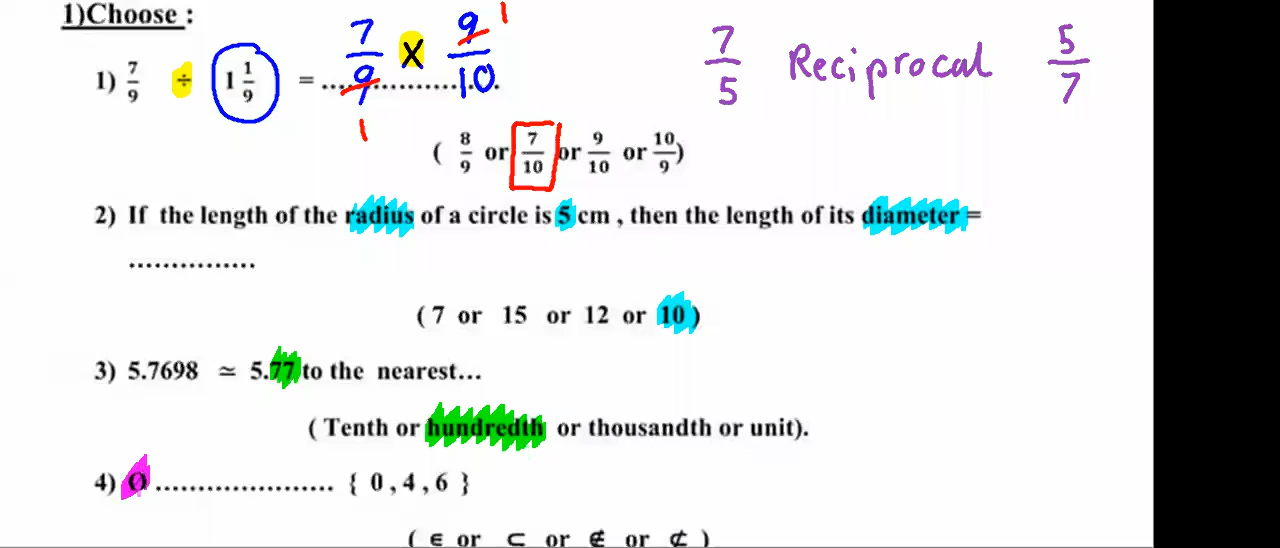 1)Choose :
1) 7/9 ÷ 1 1/9 = ..................... 7/9 X 9/10 1 1
7/5 Reciprocal 5/7
( 8/9 or 7/10 or 9/10 or 10/9)
2) If the length of the radius of a circle is 5 cm , then the length of its diameter =
...............
( 7 or 15 or 12 or 10 )
3) 5.7698 ≃ 5.77 to the nearest...
( Tenth or hundredth or thousandth or unit).
4) Ø ..................... { 0 , 4 , 6 }
( ∈ or ⊂ or ∉ or ⊄ )